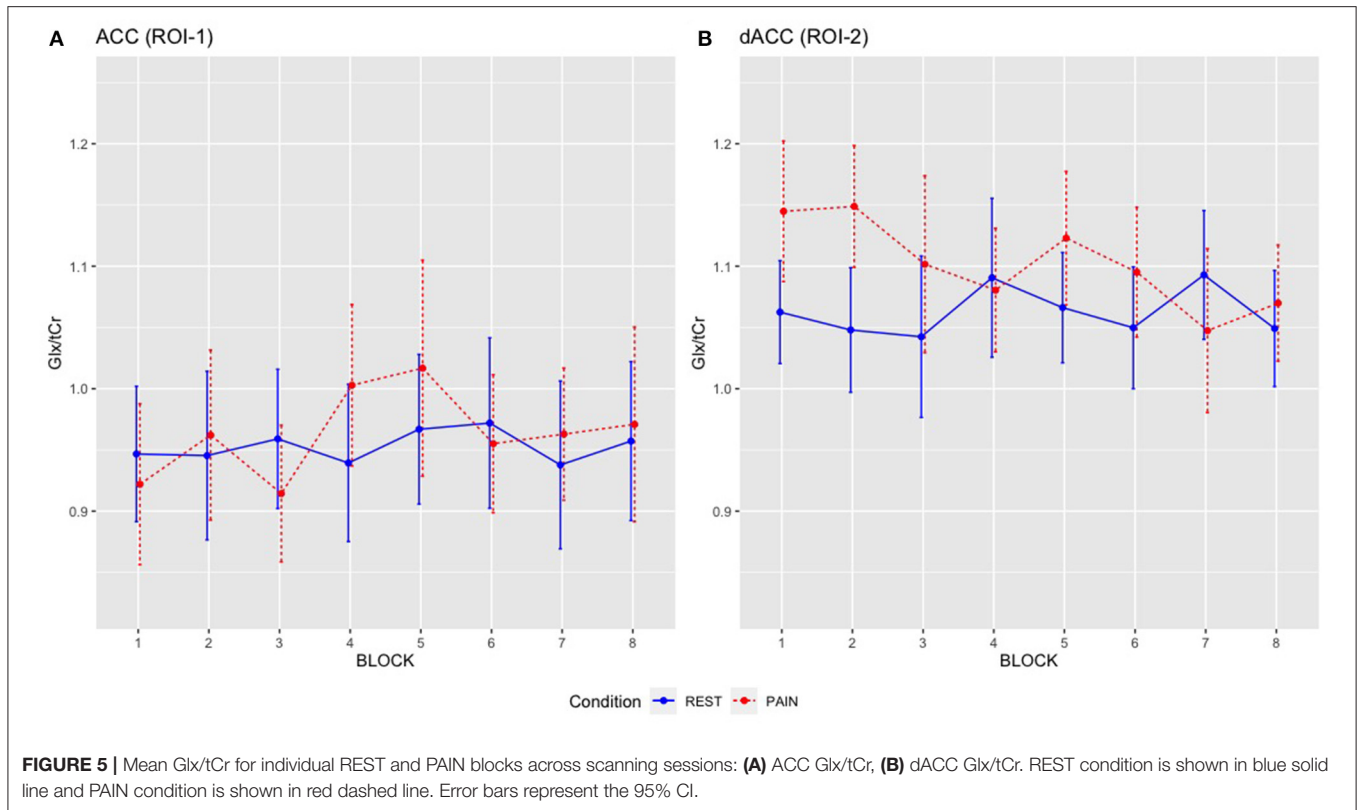 A ACC (ROI-1)
1.2
1.1
1.0
0.9
Glx/tCr
1 2 3 4 5 6 7 8
BLOCK
B dACC (ROI-2)
1.2
1.1
1.0
0.9
Glx/tCr
1 2 3 4 5 6 7 8
BLOCK
Condition REST PAIN
FIGURE 5 | Mean Glx/tCr for individual REST and PAIN blocks across scanning sessions: (A) ACC Glx/tCr, (B) dACC Glx/tCr. REST condition is shown in blue solid
line and PAIN condition is shown in red dashed line. Error bars represent the 95% CI.